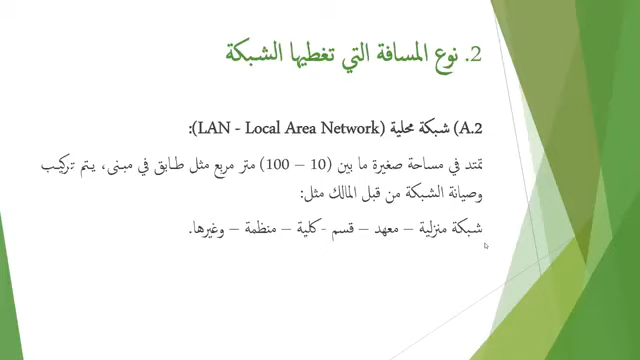 2. نوع المسافة التي تغطيها الشبكة
A.2) شبكة محلية (LAN - Local Area Network):
تمتد في مساحة صغيرة ما بين (10 – 100) متر مربع مثل طابق في مبنى، يتم تركيب
وصيانة الشبكة من قبل المالك مثل:
شبكة منزلية – معهد – قسم -كلية – منظمة – وغيرها.